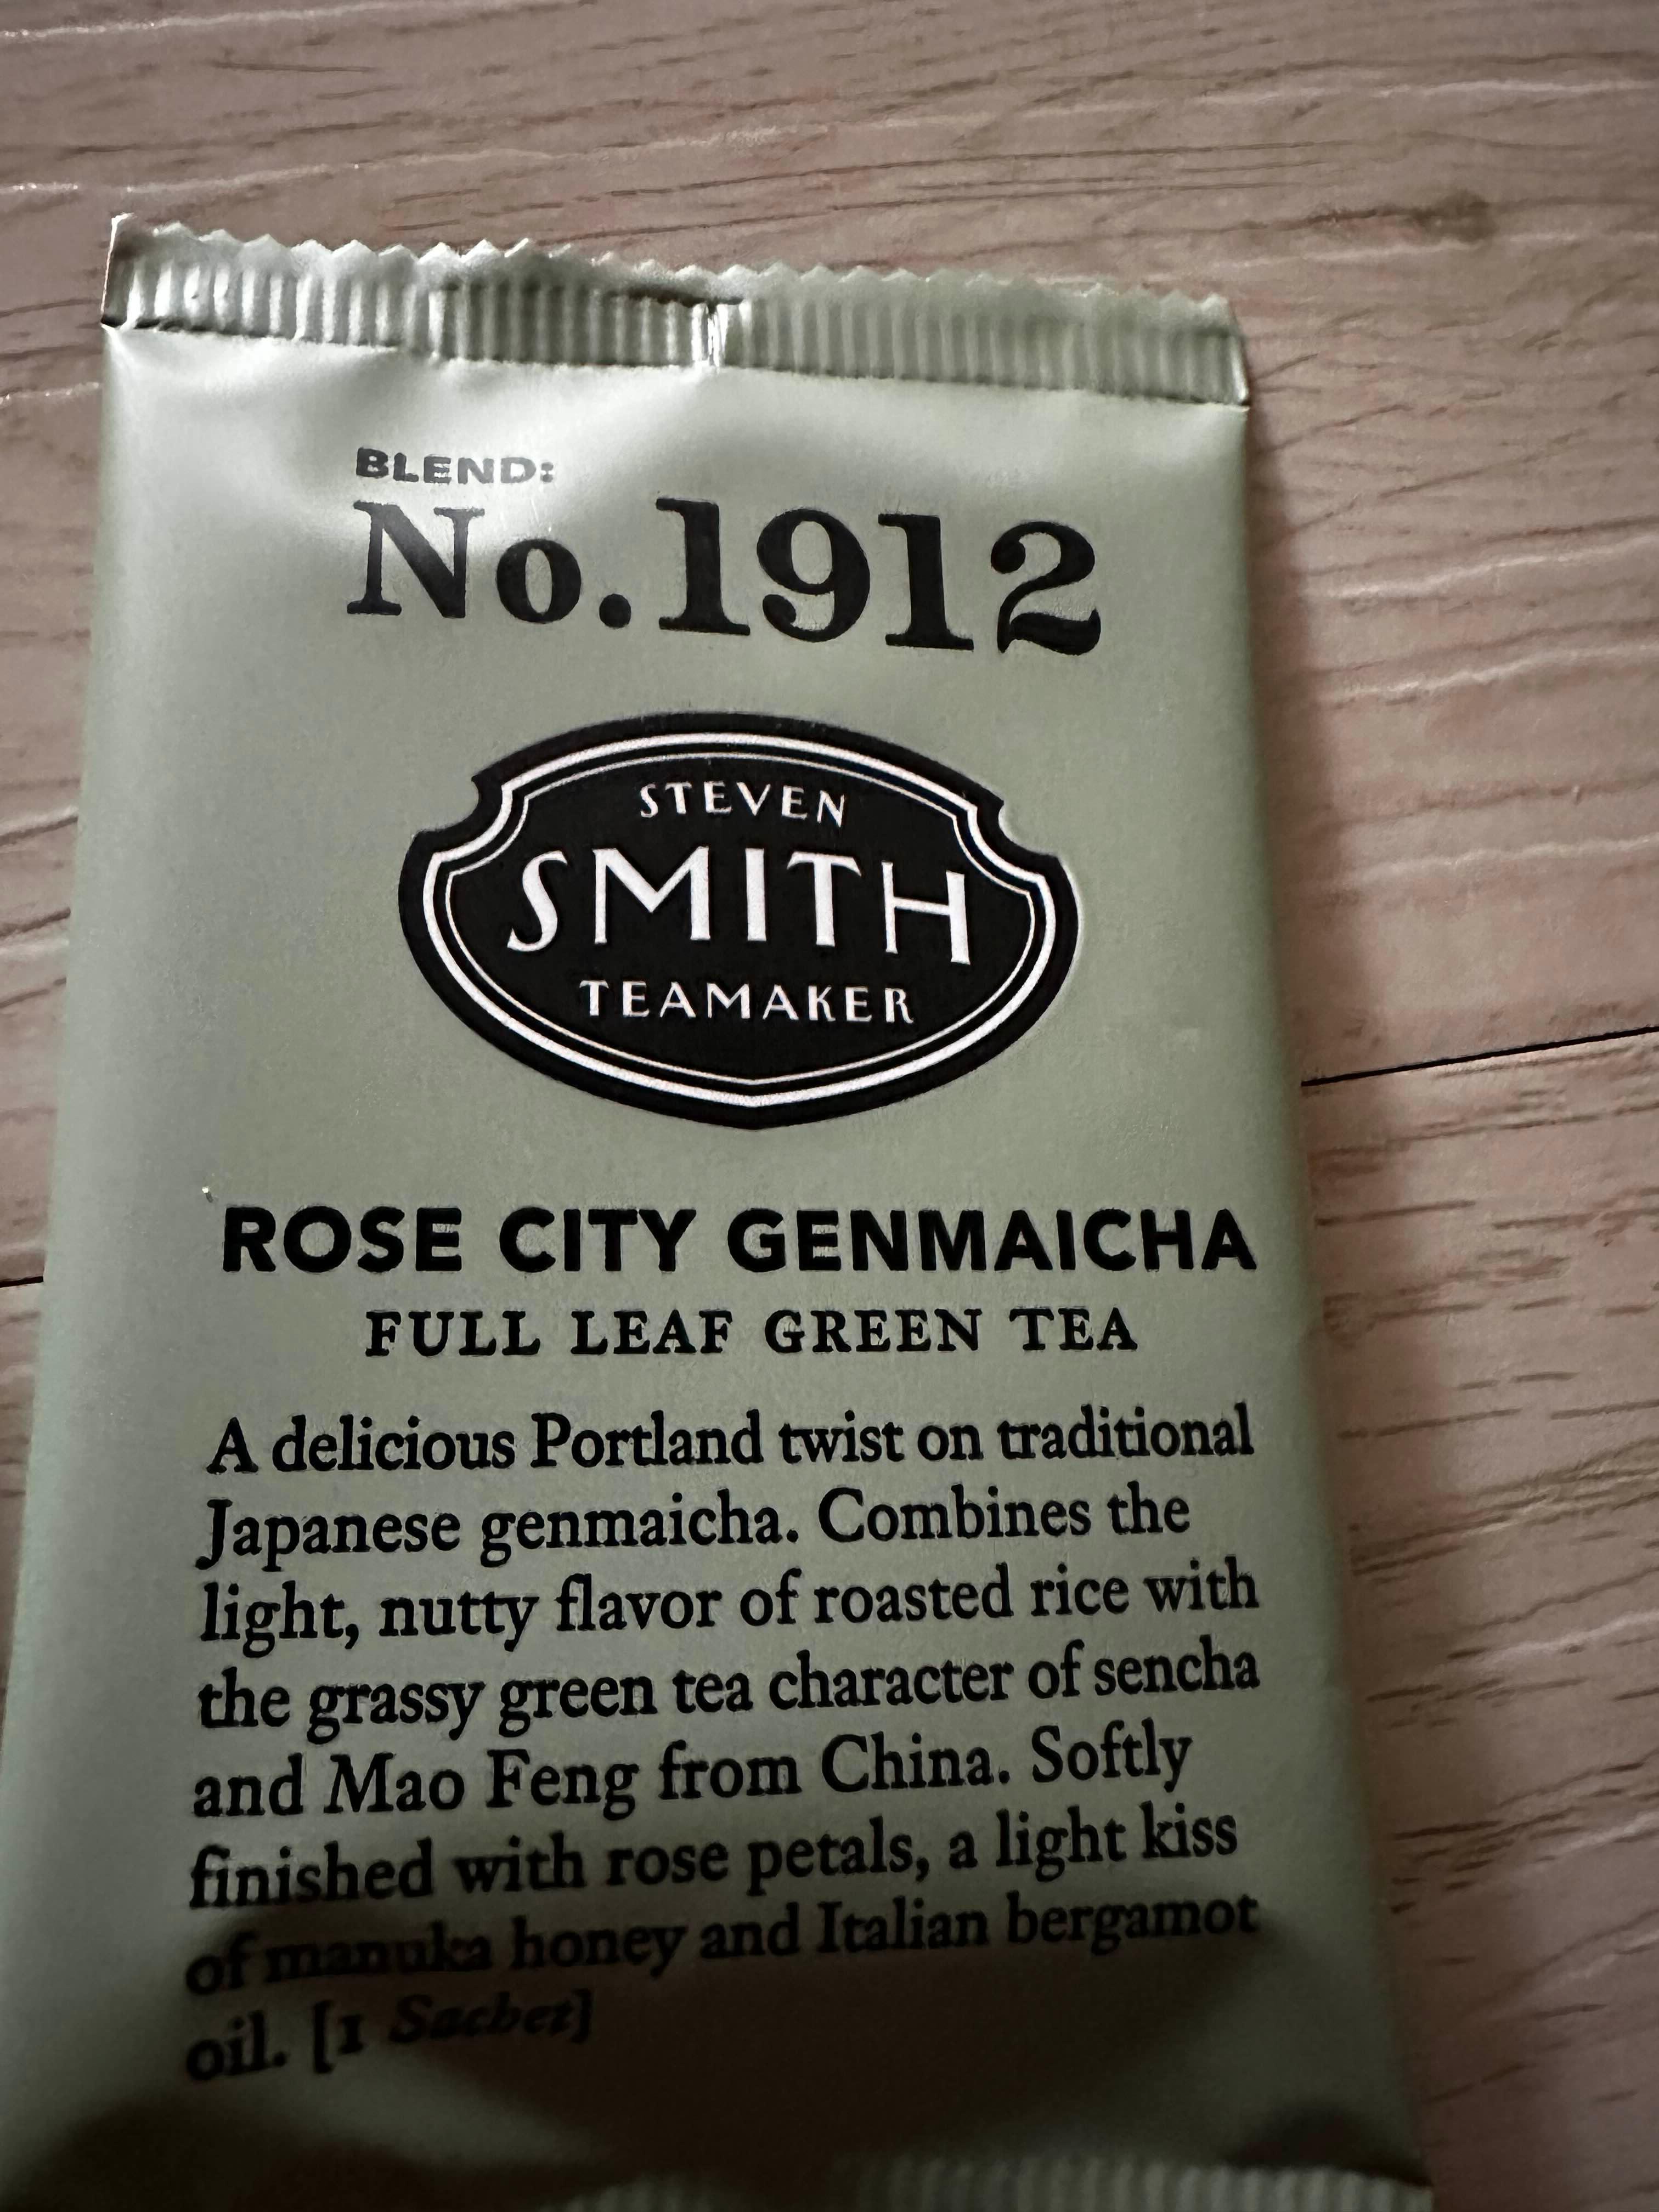 BLEND:
No.1912
STEVEN
SMITH
TEAMAKER
ROSE CITY GENMAICHA
FULL LEAF GREEN TEA
A delicious Portland twist on traditional
Japanese genmaicha. Combines the
light, nutty flavor of roasted rice with
the grassy green tea character of sencha
and Mao Feng from China. Softly
finished with rose petals, a light kiss
of manuka honey and Italian bergamot
oil. [1 Sachet]